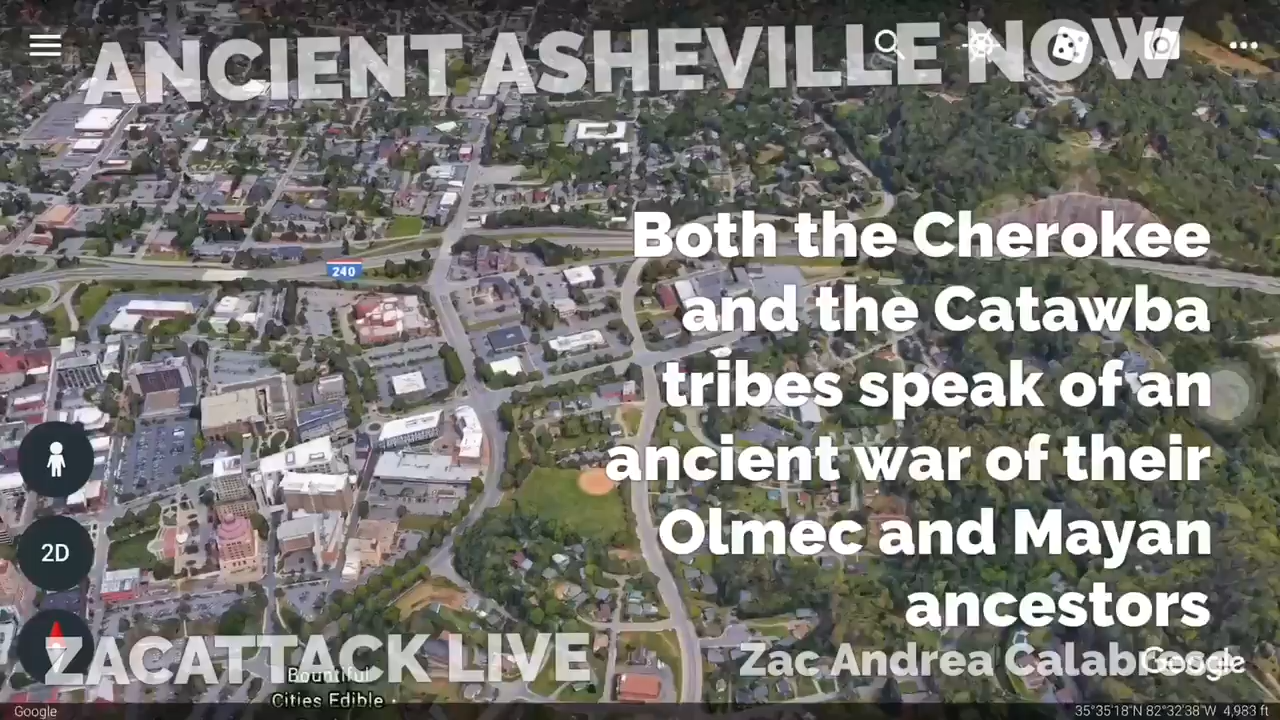 ANCIENT ASHEVILLE NOW
Both the Cherokee
and the Catawba
tribes speak of an
ancient war of their
Olmec and Mayan
ancestors
240
2D
ZACATTACK LIVE
Zac Andrea Calab
Google
Bountiful
Cities Edible
Google
35°35'18"N 82°32'38"W 4,983 ft